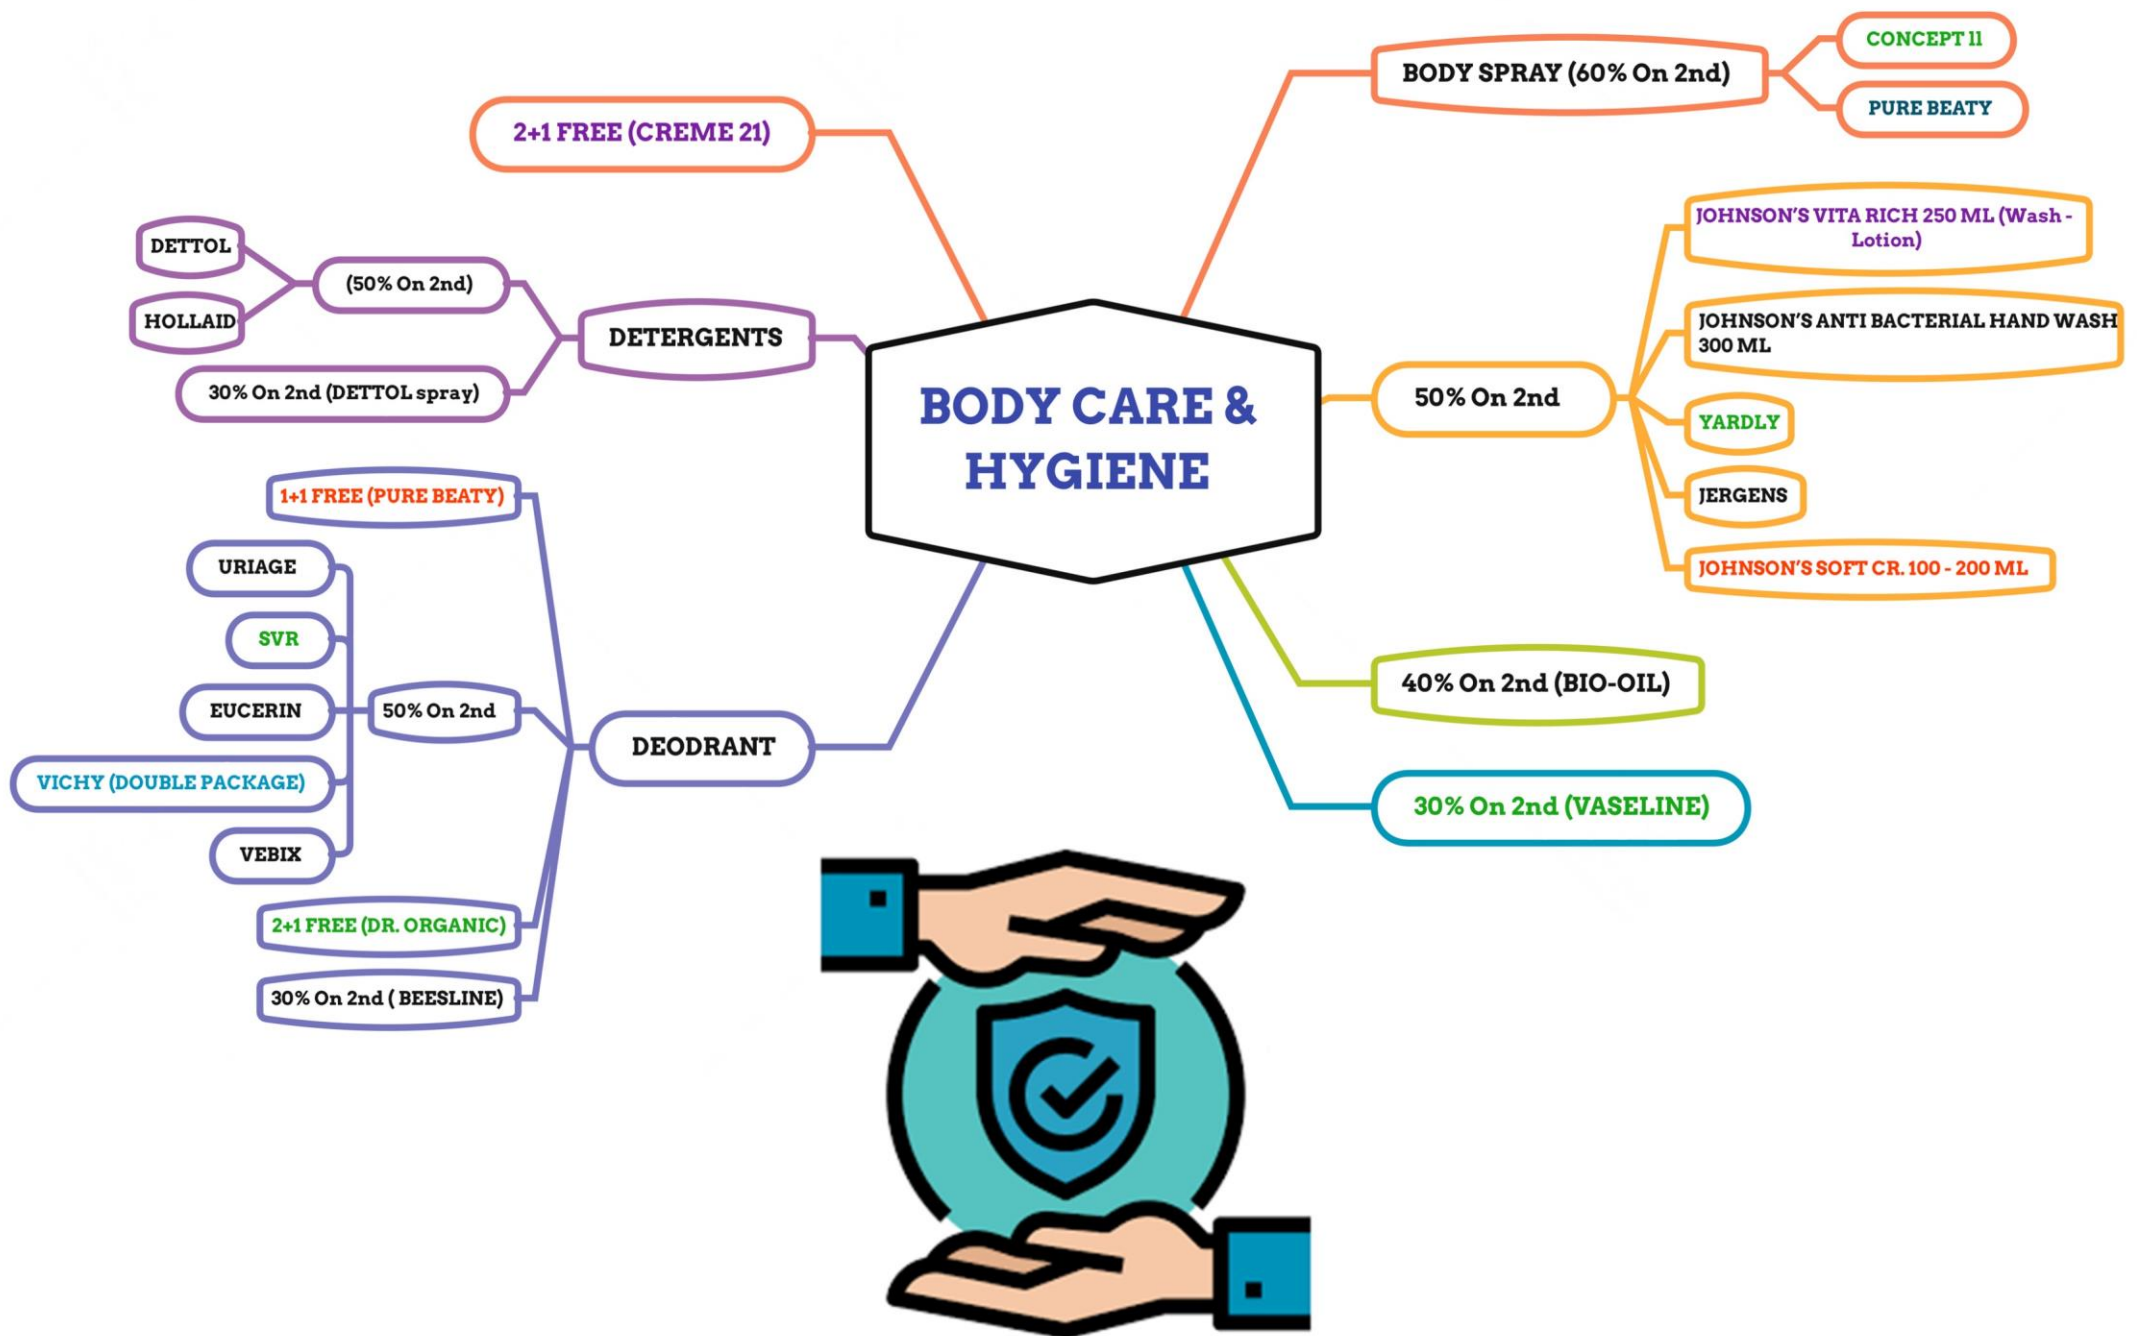 BODY CARE &
HYGIENE
2+1 FREE (CREME 21)
DETERGENTS
(50% On 2nd)
DETTOL
HOLLAID
30% On 2nd (DETTOL spray)
DEODRANT
1+1 FREE (PURE BEATY)
50% On 2nd
URIAGE
SVR
EUCERIN
VICHY (DOUBLE PACKAGE)
VEBIX
2+1 FREE (DR. ORGANIC)
30% On 2nd ( BEESLINE)
BODY SPRAY (60% On 2nd)
CONCEPT 11
PURE BEATY
50% On 2nd
JOHNSON'S VITA RICH 250 ML (Wash -
Lotion)
JOHNSON'S ANTI BACTERIAL HAND WASH
300 ML
YARDLY
JERGENS
JOHNSON'S SOFT CR. 100 - 200 ML
40% On 2nd (BIO-OIL)
30% On 2nd (VASELINE)